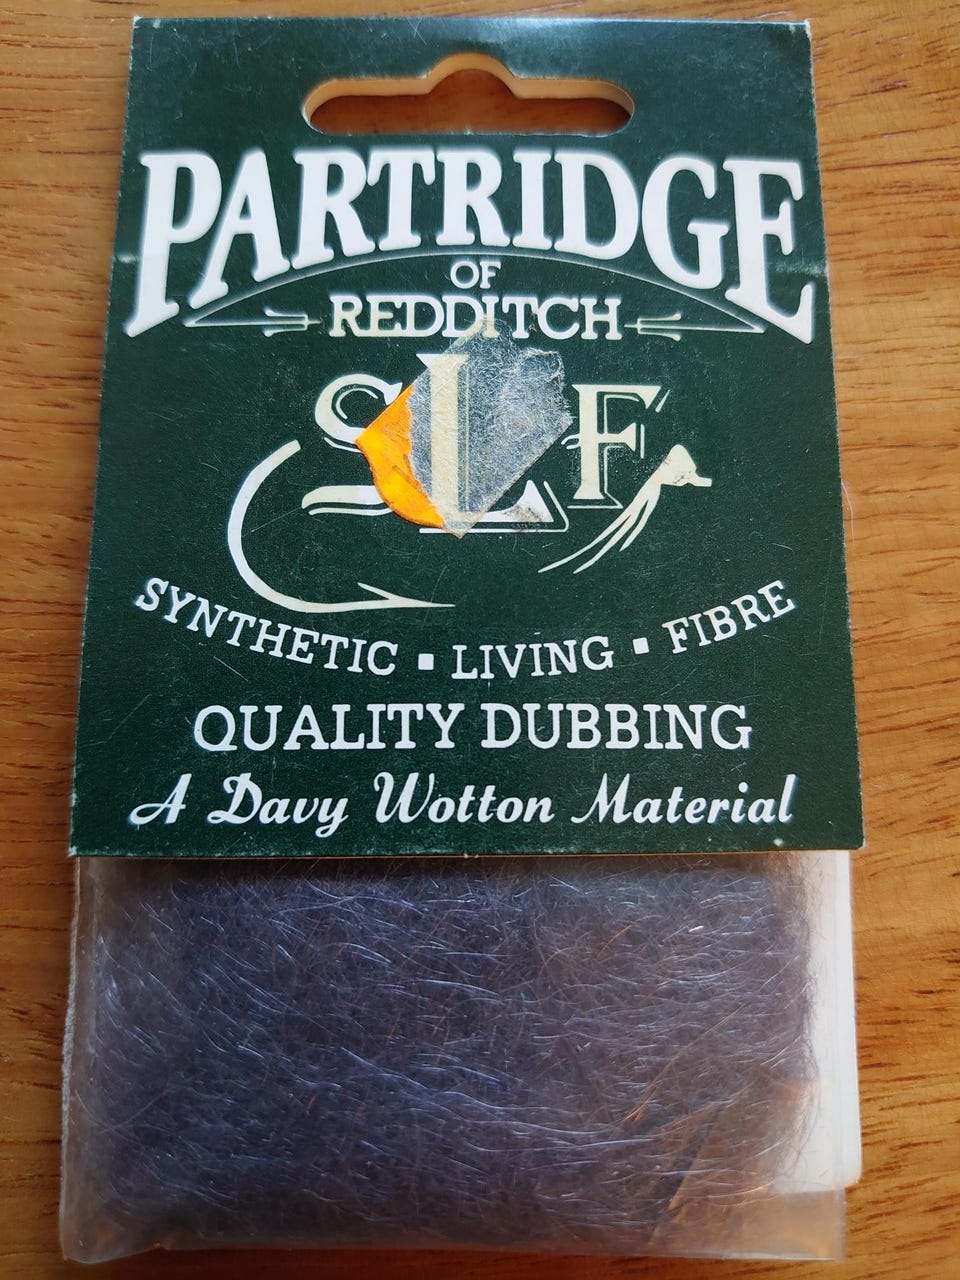 PARTRIDGE
OF
REDDITCH
SLF
SYNTHETIC ▪ LIVING ▪ FIBRE
QUALITY DUBBING
A Davy Wotton Material